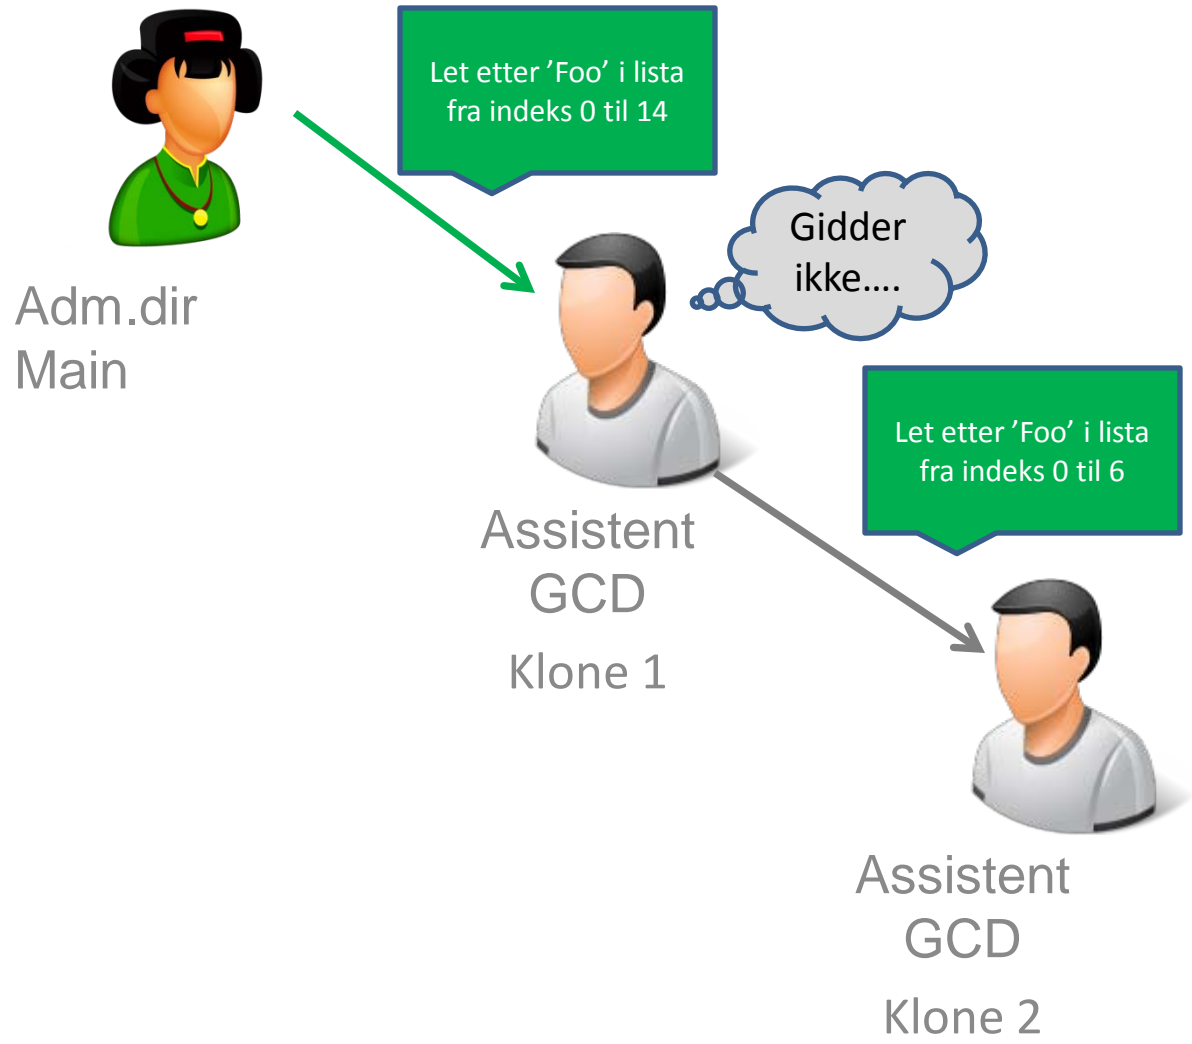 Let etter ’Foo’ i lista
fra indeks 0 til 14
Gidder
ikke….
Adm.dir
Main
Let etter ’Foo’ i lista
fra indeks 0 til 6
Assistent
GCD
Klone 1
Assistent
GCD
Klone 2